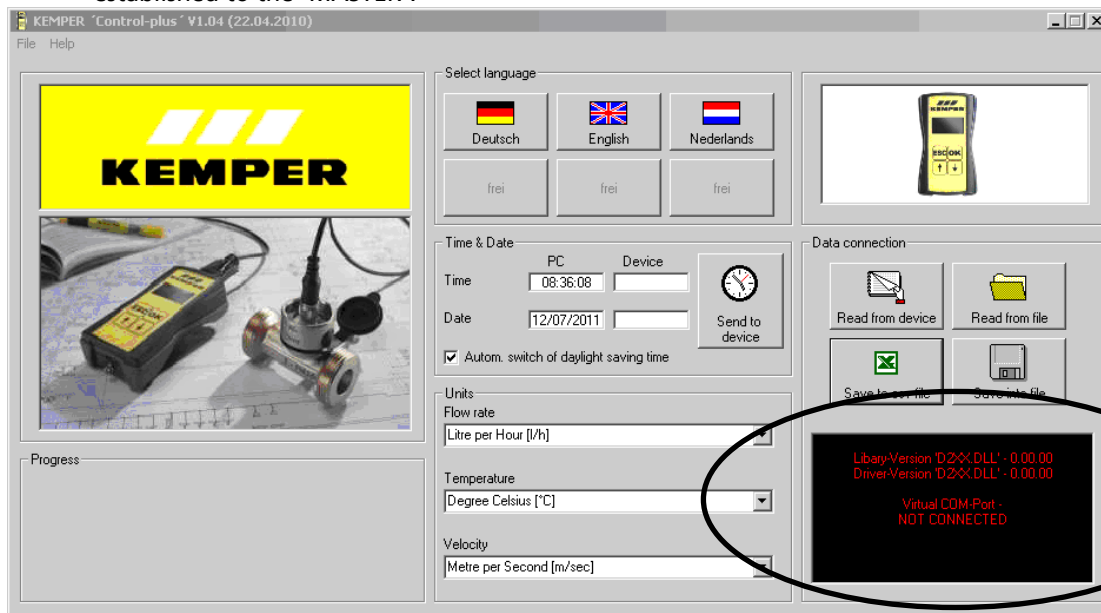 established to the 'MASTER'.
KEMPER ´Control-plus´ V1.04 (22.04.2010)
File Help
KEMPER
Progress
Select language
Deutsch English Nederlands
frei frei frei
Time & Date
PC Device
Time 08:36:08
Date 12/07/2011
Send to
device
Autom. switch of daylight saving time
Units
Flow rate
Litre per Hour [l/h]
Temperature
Degree Celsius [°C]
Velocity
Metre per Second [m/sec]
KEMPER
ESC OK
Data connection
Read from device Read from file
Save to csv file Save into file
Libary-Version 'D2XX.DLL' - 0.00.00
Driver-Version 'D2XX.DLL' - 0.00.00
Virtual COM-Port -
NOT CONNECTED